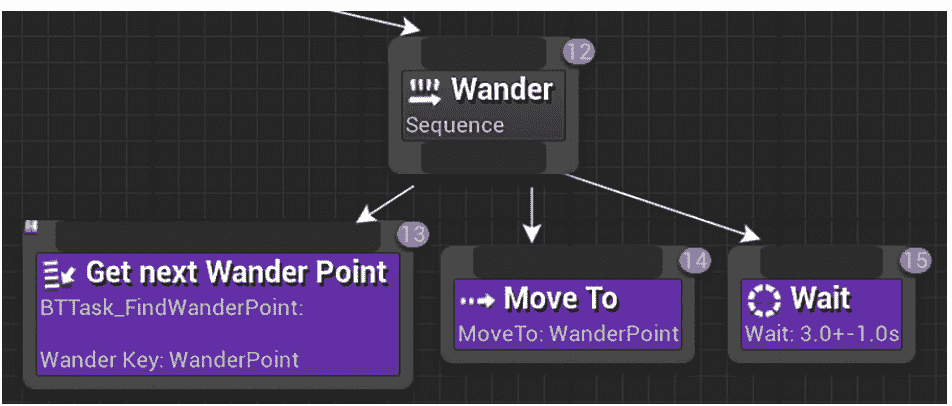 12
Wander
Sequence
13
Get next Wander Point
BTTask_FindWanderPoint:
Wander Key: WanderPoint
14
Move To
MoveTo: WanderPoint
15
Wait
Wait: 3.0+-1.0s